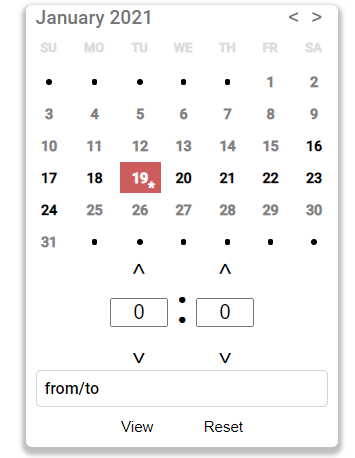 January 2021 < >
SU MO TU WE TH FR SA
• • • • • 1 2
3 4 5 6 7 8 9
10 11 12 13 14 15 16
17 18 19* 20 21 22 23
24 25 26 27 28 29 30
31 • • • • • •
^ ^
0 : 0
v v
from/to
View Reset